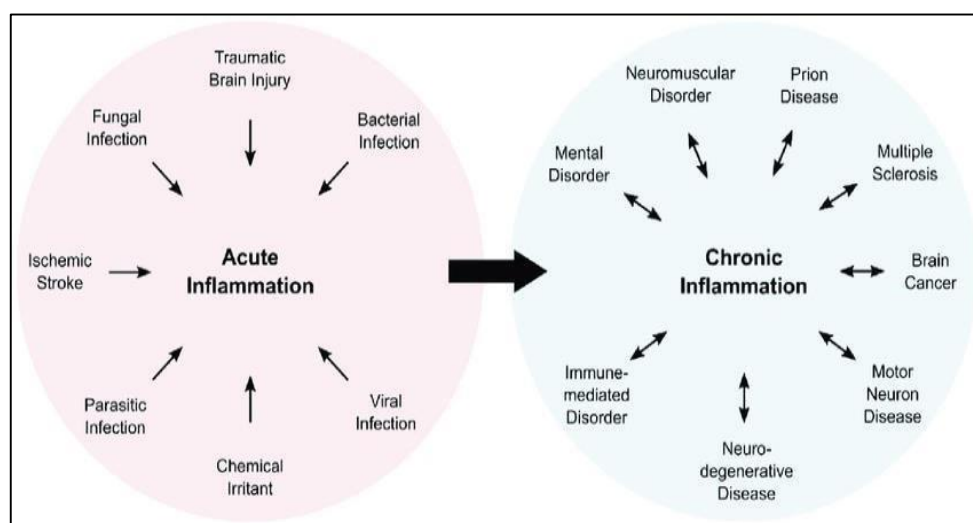 Traumatic
Brain Injury
Fungal
Infection
Bacterial
Infection
Ischemic
Stroke
Acute
Inflammation
Parasitic
Infection
Viral
Infection
Chemical
Irritant
Neuromuscular
Disorder
Prion
Disease
Mental
Disorder
Multiple
Sclerosis
Chronic
Inflammation
Brain
Cancer
Immune-
mediated
Disorder
Motor
Neuron
Disease
Neuro-
degenerative
Disease